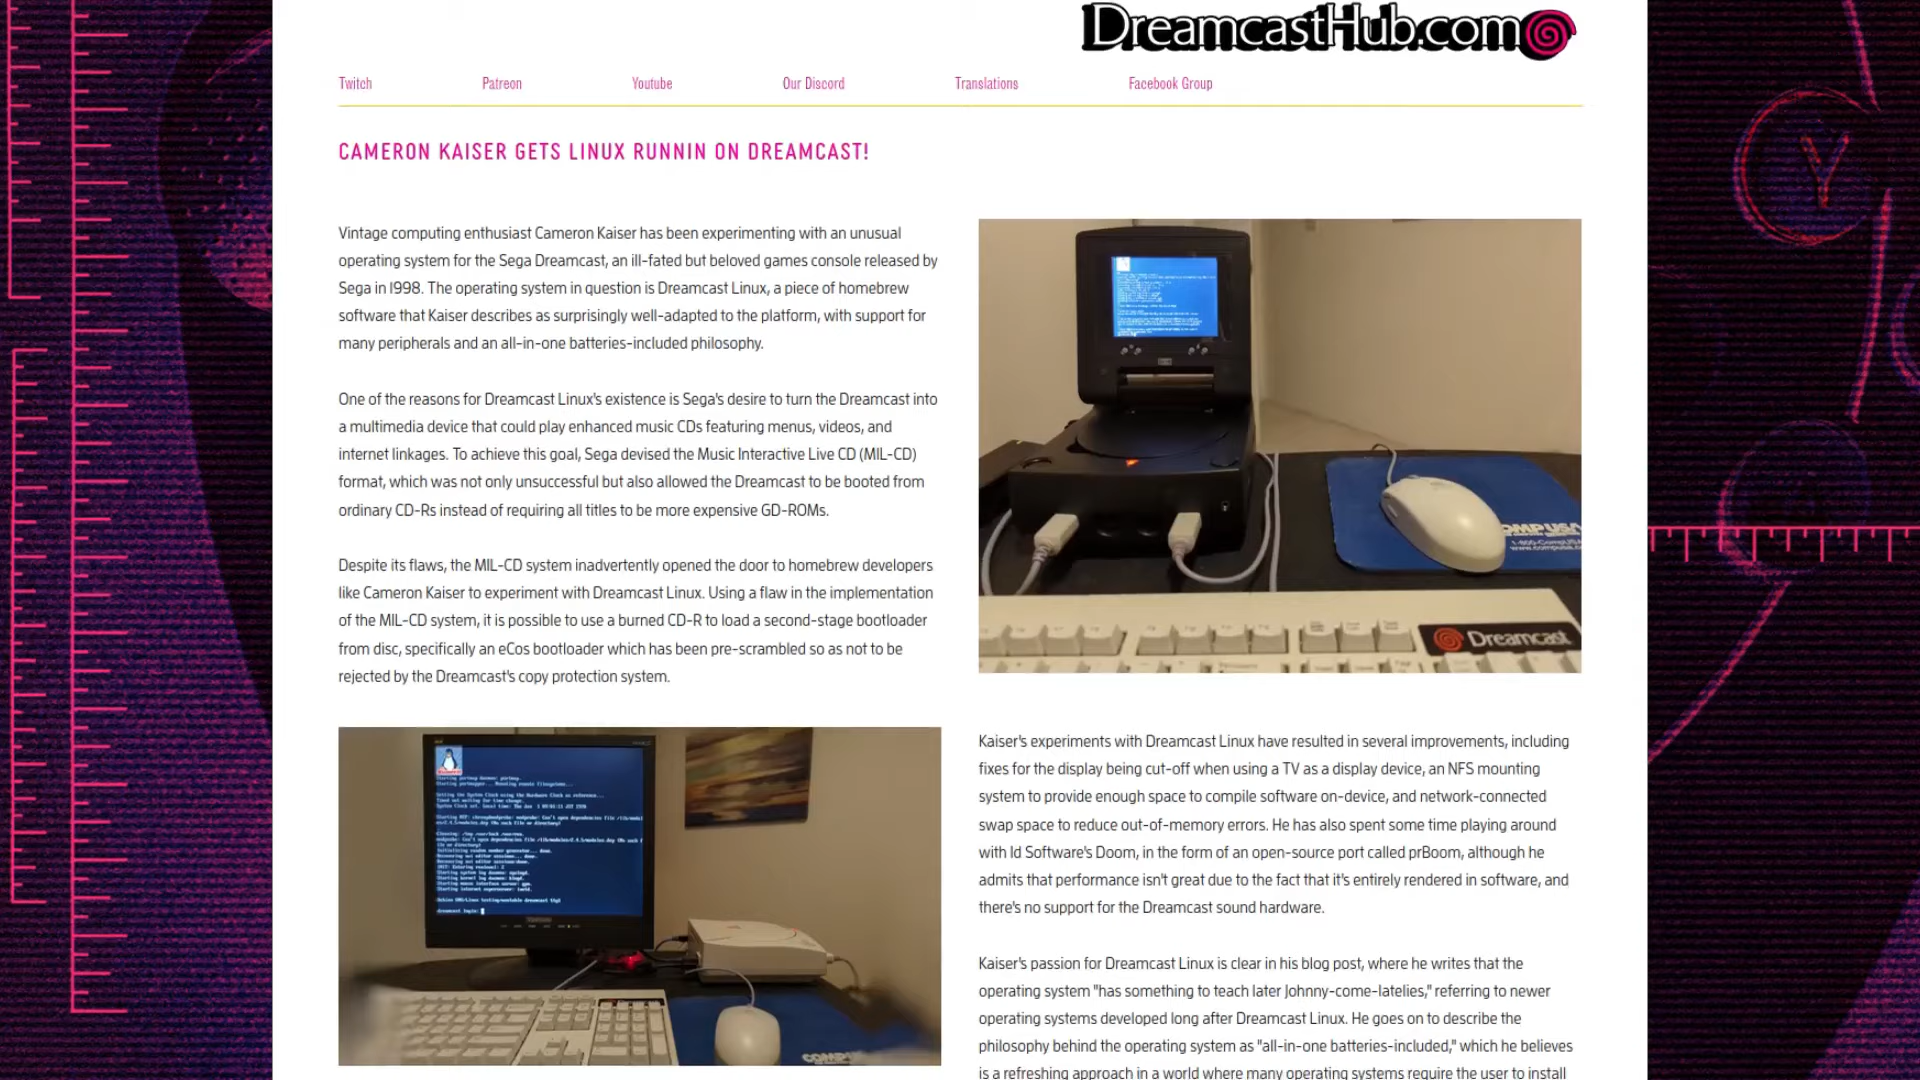 DreamcastHub.com
Twitch
Patreon
Youtube
Our Discord
Translations
Facebook Group
CAMERON KAISER GETS LINUX RUNNIN ON DREAMCAST!
Vintage computing enthusiast Cameron Kaiser has been experimenting with an unusual
operating system for the Sega Dreamcast, an ill-fated but beloved games console released by
Sega in 1998. The operating system in question is Dreamcast Linux, a piece of homebrew
software that Kaiser describes as surprisingly well-adapted to the platform, with support for
many peripherals and an all-in-one batteries-included philosophy.
One of the reasons for Dreamcast Linux's existence is Sega's desire to turn the Dreamcast into
a multimedia device that could play enhanced music CDs featuring menus, videos, and
internet linkages. To achieve this goal, Sega devised the Music Interactive Live CD (MIL-CD)
format, which was not only unsuccessful but also allowed the Dreamcast to be booted from
ordinary CD-Rs instead of requiring all titles to be more expensive GD-ROMs.
Despite its flaws, the MIL-CD system inadvertently opened the door to homebrew developers
like Cameron Kaiser to experiment with Dreamcast Linux. Using a flaw in the implementation
of the MIL-CD system, it is possible to use a burned CD-R to load a second-stage bootloader
from disc, specifically an eCos bootloader which has been pre-scrambled so as not to be
rejected by the Dreamcast's copy protection system.
COMP USA
1-800-CompUSA
www.compusa
Dreamcast
Kaiser's experiments with Dreamcast Linux have resulted in several improvements, including
fixes for the display being cut-off when using a TV as a display device, an NFS mounting
system to provide enough space to compile software on-device, and network-connected
swap space to reduce out-of-memory errors. He has also spent some time playing around
with Id Software's Doom, in the form of an open-source port called prBoom, although he
admits that performance isn't great due to the fact that it's entirely rendered in software, and
there's no support for the Dreamcast sound hardware.
Kaiser's passion for Dreamcast Linux is clear in his blog post, where he writes that the
operating system "has something to teach later Johnny-come-latelies," referring to newer
operating systems developed long after Dreamcast Linux. He goes on to describe the
philosophy behind the operating system as "all-in-one batteries-included," which he believes
is a refreshing approach in a world where many operating systems require the user to install
Y